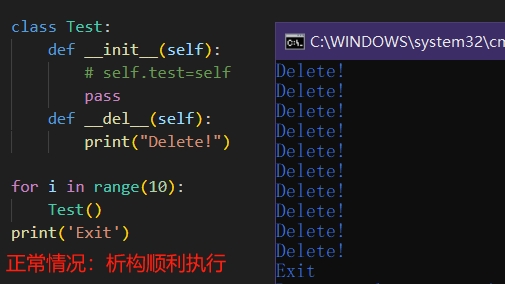 class Test:
    def __init__(self):
        # self.test=self
        pass
    def __del__(self):
        print("Delete!")
for i in range(10):
    Test()
print('Exit')
正常情况：析构顺利执行
C:\WINDOWS\system32\cm
Delete!
Delete!
Delete!
Delete!
Delete!
Delete!
Delete!
Delete!
Delete!
Delete!
Exit